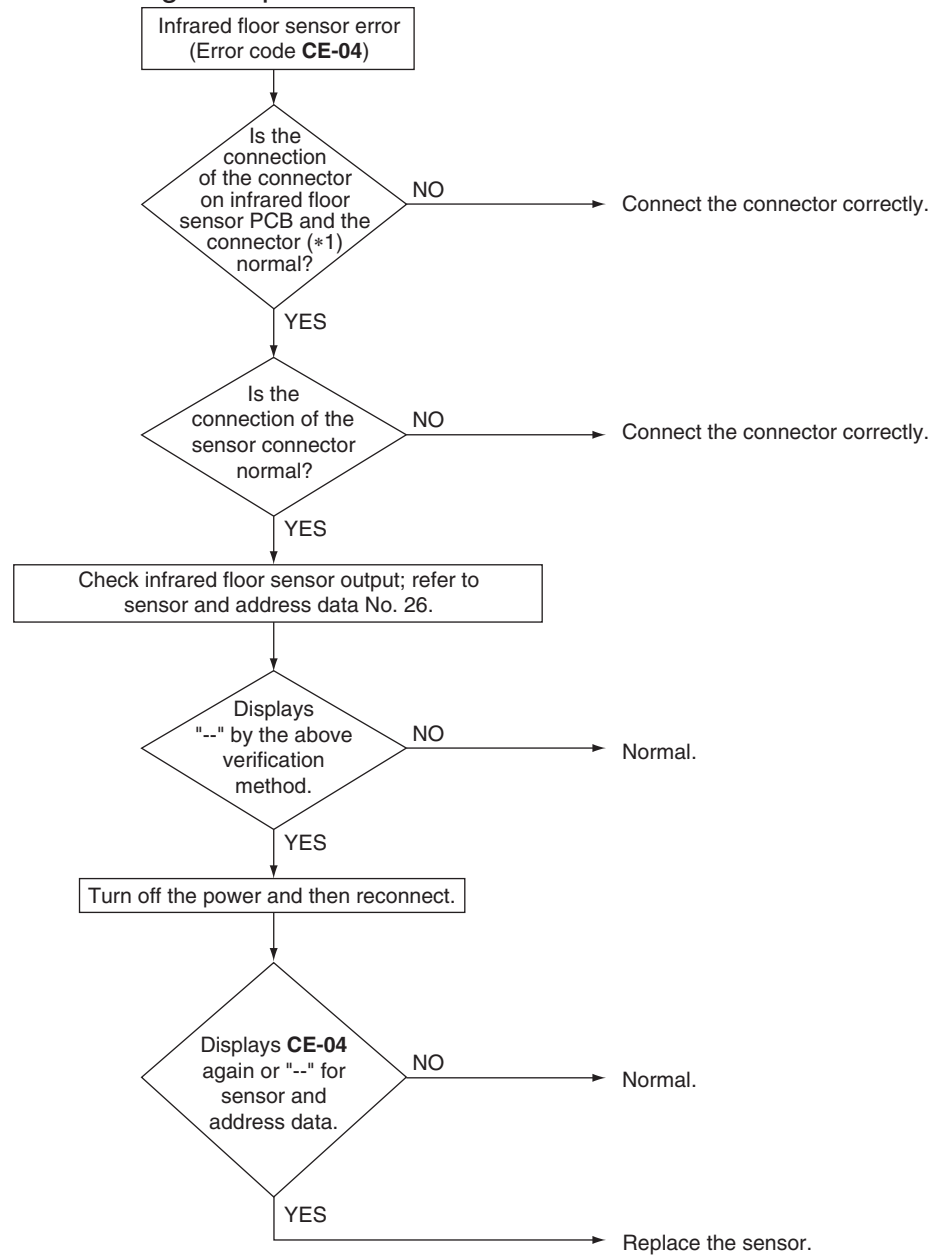 Infrared floor sensor error
(Error code CE-04)
Is the
connection
of the connector
on infrared floor
sensor PCB and the
connector (*1)
normal?
NO
Connect the connector correctly.
YES
Is the
connection of the
sensor connector
normal?
NO
Connect the connector correctly.
YES
Check infrared floor sensor output; refer to
sensor and address data No. 26.
Displays
"--" by the above
verification
method.
NO
Normal.
YES
Turn off the power and then reconnect.
Displays CE-04
again or "--" for
sensor and
address data.
NO
Normal.
YES
Replace the sensor.